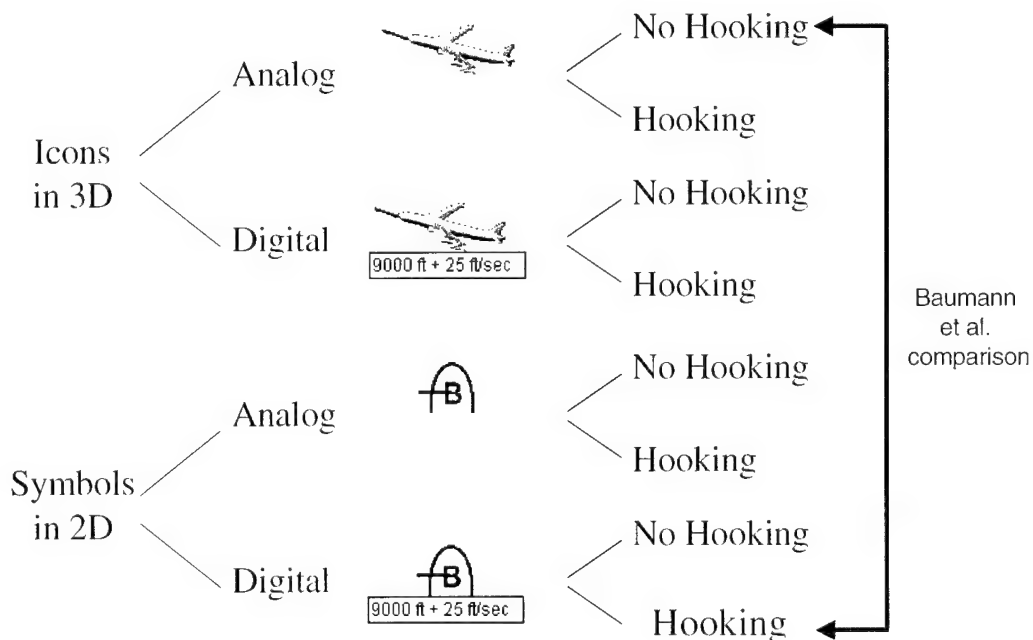 No Hooking
Analog
Hooking
Icons
in 3D
No Hooking
Digital
9000 ft + 25 ft/sec
Hooking
Baumann
et al.
comparison
No Hooking
B
Analog
Hooking
Symbols
in 2D
No Hooking
B
Digital
9000 ft + 25 ft/sec
Hooking